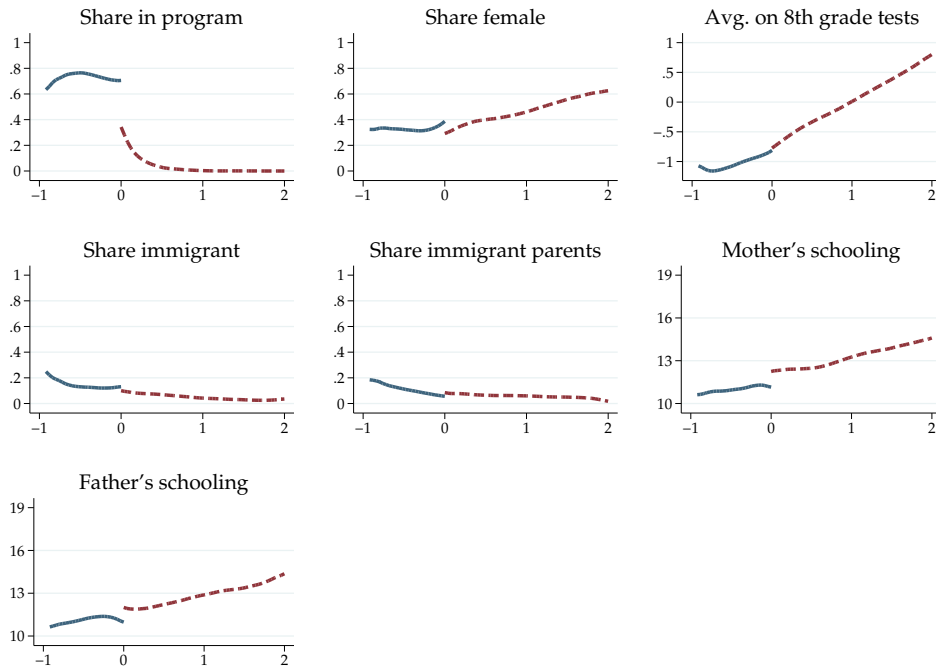 Share in program
Share female
Avg. on 8th grade tests
1
.8
.6
.4
.2
0
−1 0 1 2
1
.8
.6
.4
.2
0
−1 0 1 2
1
.5
0
−.5
−1
−1 0 1 2
Share immigrant
Share immigrant parents
Mother’s schooling
1
.8
.6
.4
.2
0
−1 0 1 2
1
.8
.6
.4
.2
0
−1 0 1 2
19
16
13
10
−1 0 1 2
Father’s schooling
19
16
13
10
−1 0 1 2